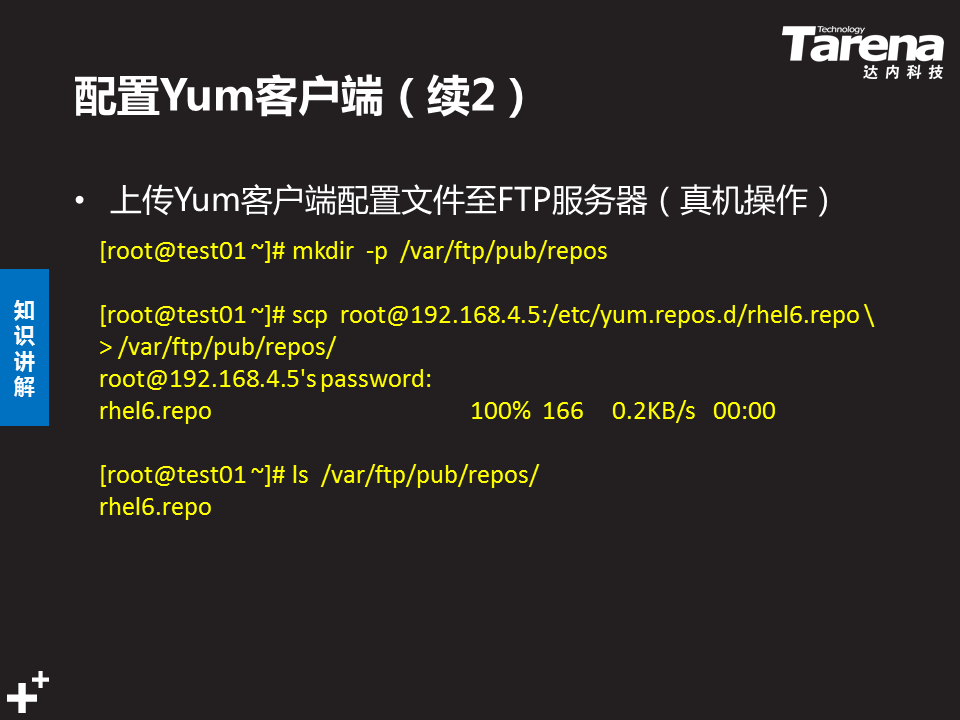 Technology
Tarena
达内科技
配置Yum客户端（续2）
• 上传Yum客户端配置文件至FTP服务器（真机操作）
[root@test01 ~]# mkdir  -p  /var/ftp/pub/repos
[root@test01 ~]# scp  root@192.168.4.5:/etc/yum.repos.d/rhel6.repo \
> /var/ftp/pub/repos/
root@192.168.4.5's password:
rhel6.repo    100%  166    0.2KB/s   00:00
[root@test01 ~]# ls  /var/ftp/pub/repos/
rhel6.repo
知识讲解